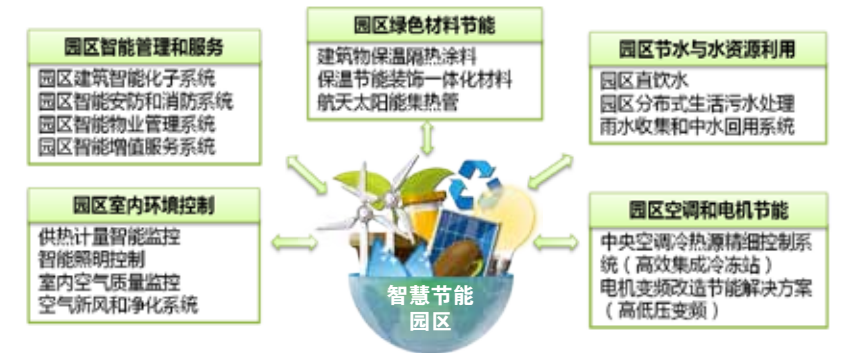 园区智能管理和服务
园区建筑智能化子系统
园区智能安防和消防系统
园区智能物业管理系统
园区智能增值服务系统
园区绿色材料节能
建筑物保温隔热涂料
保温节能装饰一体化材料
航天太阳能集热管
园区节水与水资源利用
园区直饮水
园区分布式生活污水处理
雨水收集和中水回用系统
园区室内环境控制
供热计量智能监控
智能照明控制
室内空气质量监控
空气新风和净化系统
智慧节能
园区
园区空调和电机节能
中央空调冷热源精细控制系
统（高效集成冷冻站）
电机变频改造节能解决方案
（高低压变频）